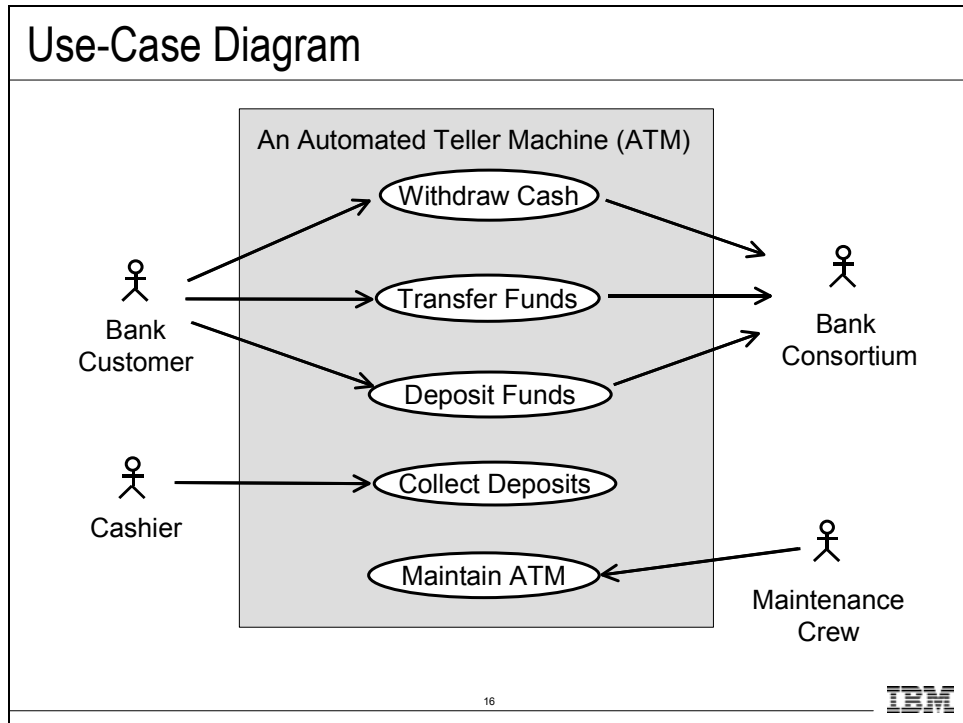 Use-Case Diagram
An Automated Teller Machine (ATM)
Withdraw Cash
Transfer Funds
Deposit Funds
Collect Deposits
Maintain ATM
Bank
Customer
Cashier
Bank
Consortium
Maintenance
Crew
16
IBM